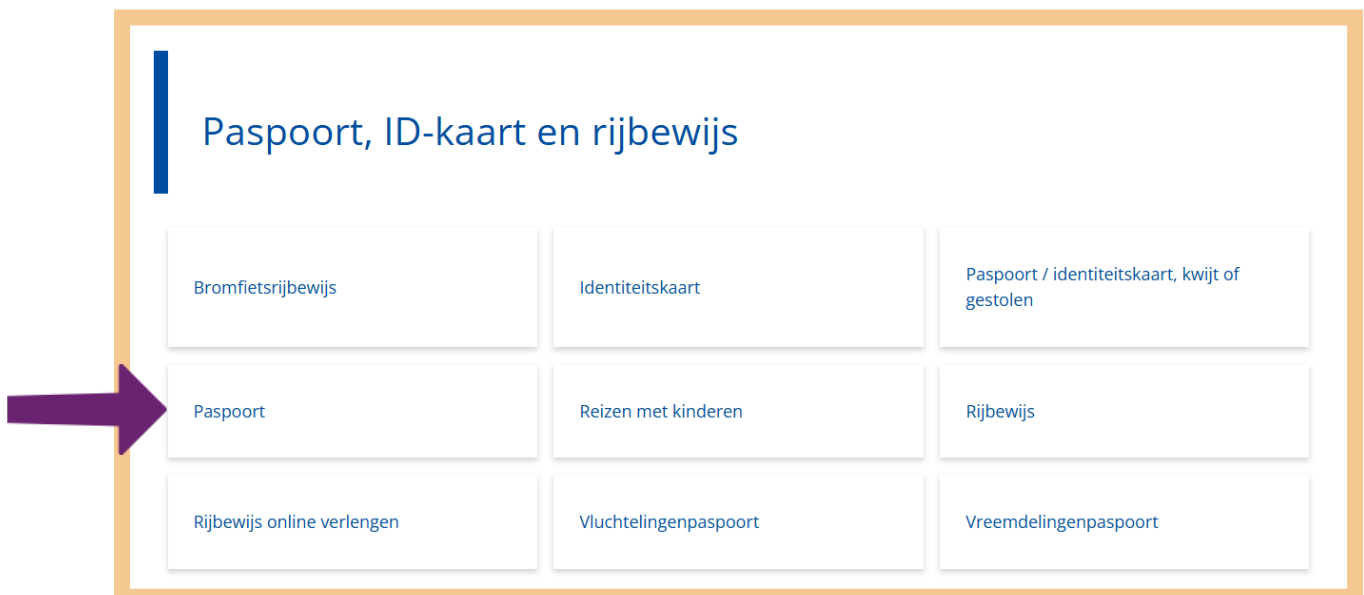 Paspoort, ID-kaart en rijbewijs
Bromfietsrijbewijs
Identiteitskaart
Paspoort / identiteitskaart, kwijt of
gestolen
Paspoort
Reizen met kinderen
Rijbewijs
Rijbewijs online verlengen
Vluchtelingenpaspoort
Vreemdelingenpaspoort